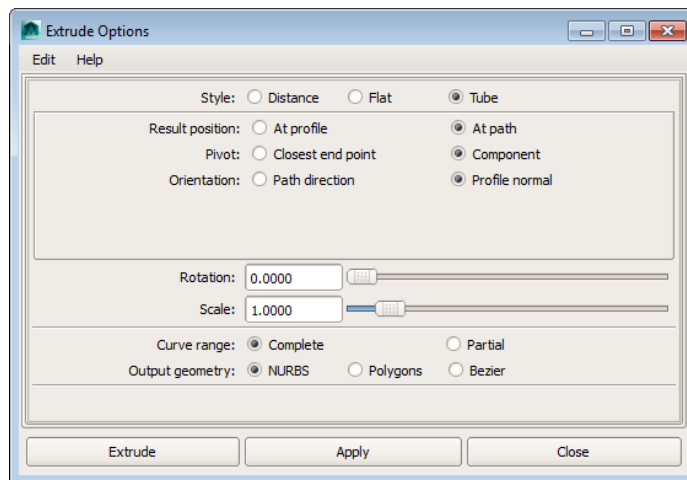 Extrude Options
Edit Help
Style: Distance Flat Tube
Result position: At profile At path
Pivot: Closest end point Component
Orientation: Path direction Profile normal
Rotation: 0.0000
Scale: 1.0000
Curve range: Complete Partial
Output geometry: NURBS Polygons Bezier
Extrude Apply Close